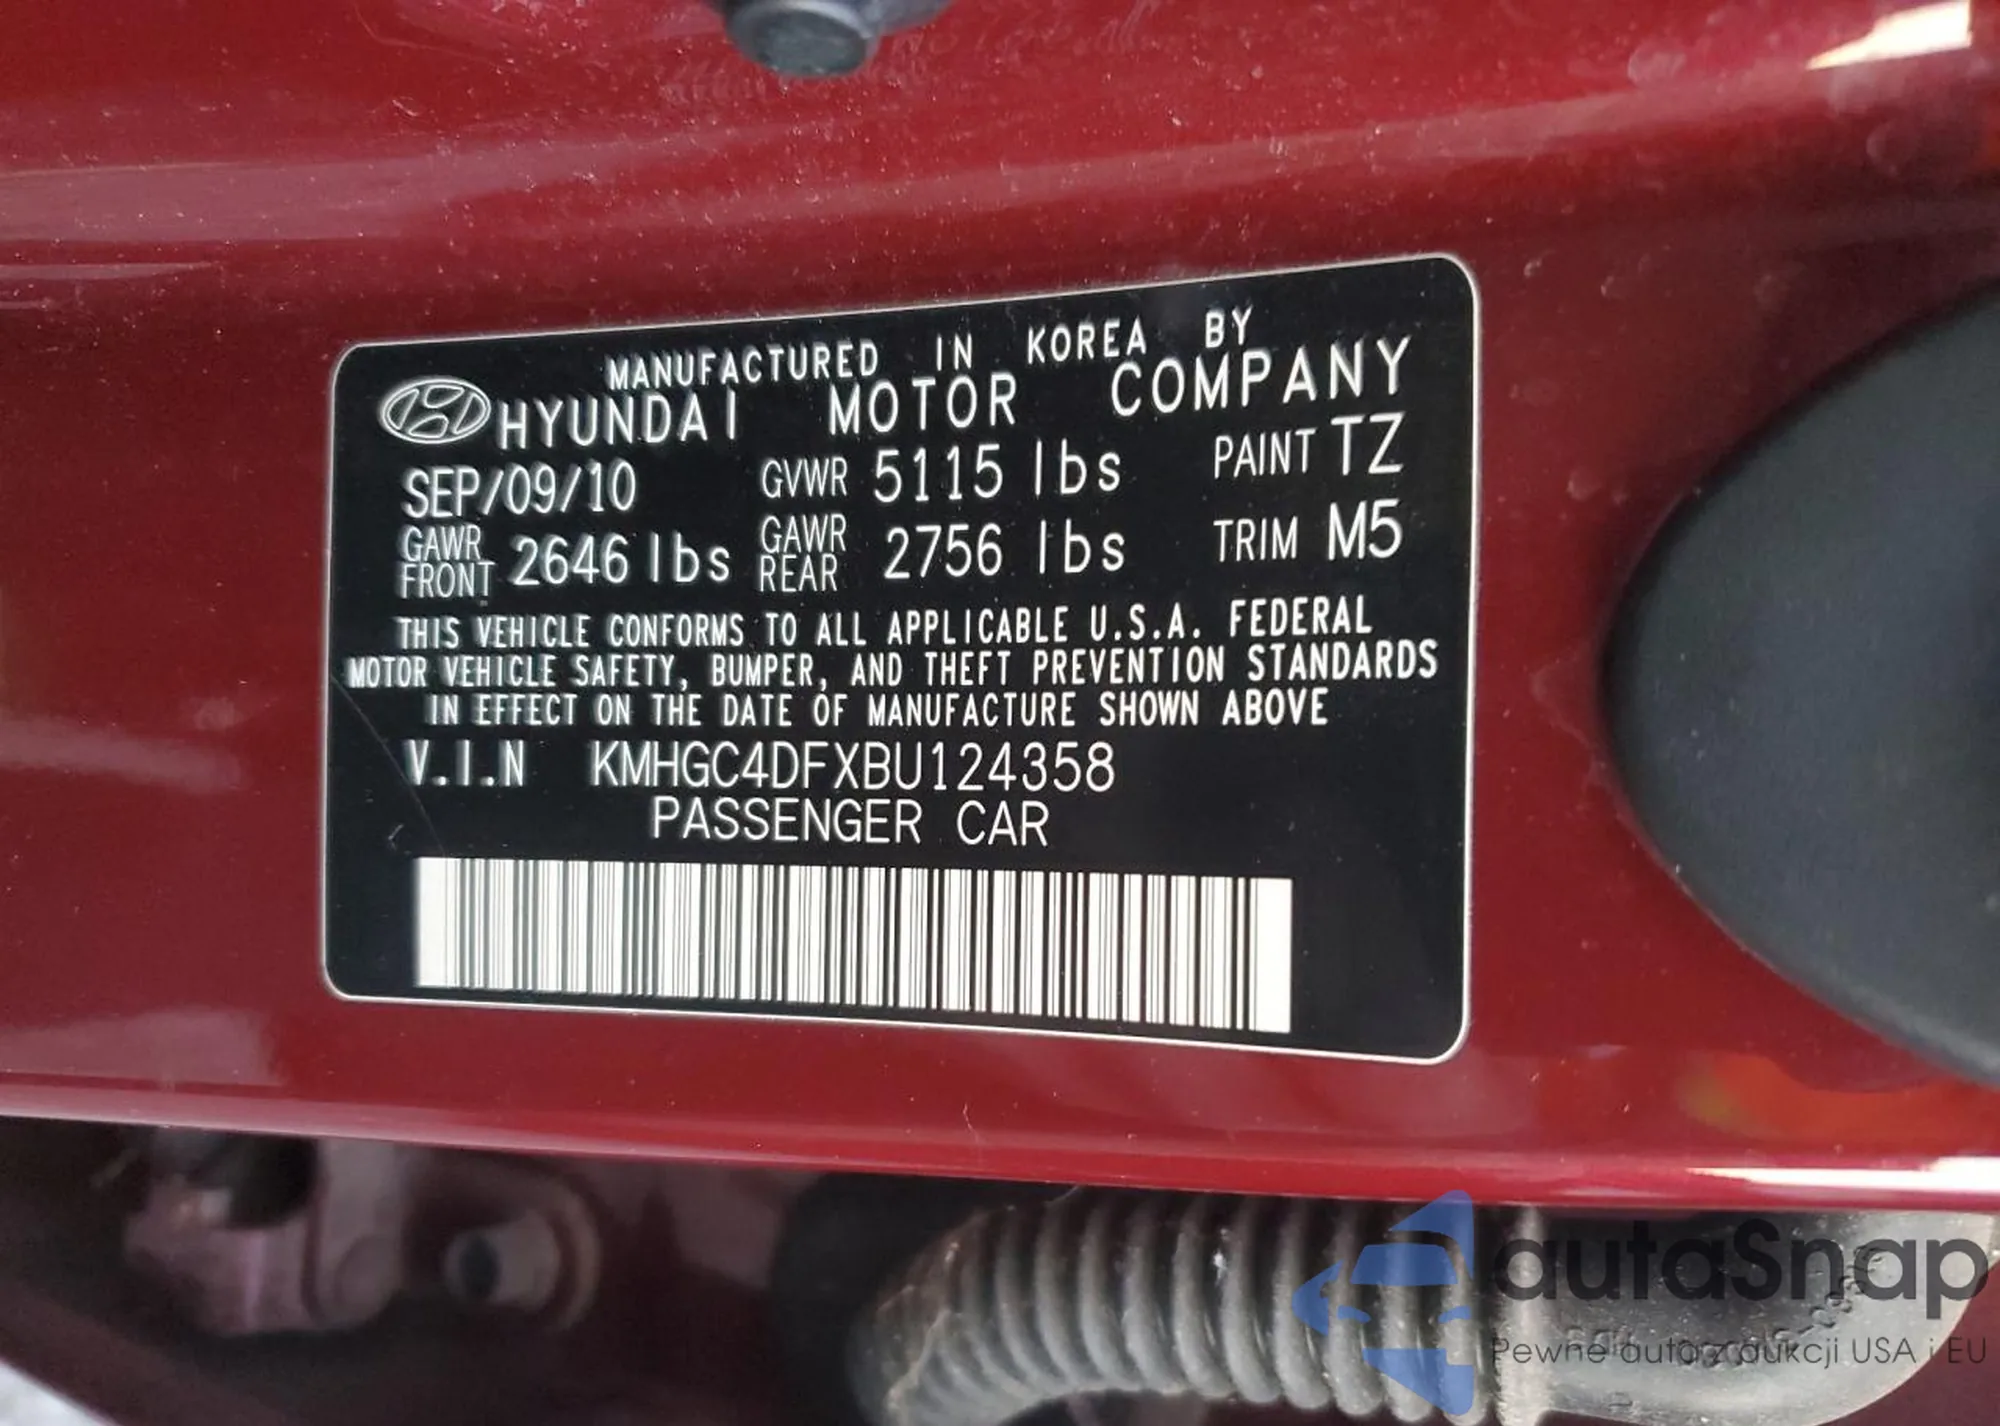 MANUFACTURED IN KOREA BY
HYUNDAI MOTOR COMPANY
SEP/09/10 GVWR 5115 lbs PAINT TZ
GAWR FRONT 2646 lbs GAWR REAR 2756 lbs TRIM M5
THIS VEHICLE CONFORMS TO ALL APPLICABLE U.S.A. FEDERAL
MOTOR VEHICLE SAFETY, BUMPER, AND THEFT PREVENTION STANDARDS
IN EFFECT ON THE DATE OF MANUFACTURE SHOWN ABOVE
V.I.N KMHGC4DFXBU124358
PASSENGER CAR
autaSnap
Pewne auta z aukcji USA i EU